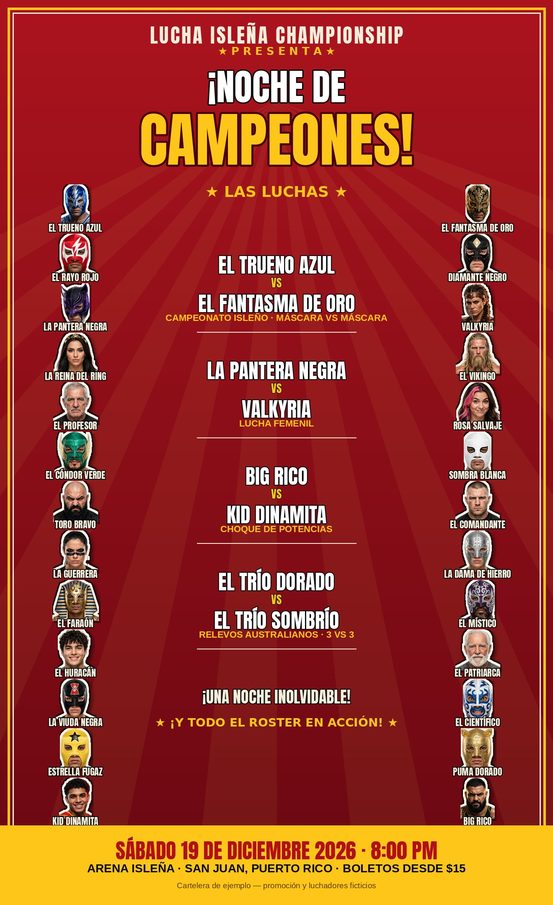 LUCHA ISLEÑA CHAMPIONSHIP
★ PRESENTA ★
¡NOCHE DE
CAMPEONES!
★ LAS LUCHAS ★
EL TRUENO AZUL
EL RAYO ROJO
LA PANTERA NEGRA
LA REINA DEL RING
EL PROFESOR
EL CÓNDOR VERDE
TORO BRAVO
LA GUERRERA
EL FARAÓN
EL HURACÁN
LA VIUDA NEGRA
ESTRELLA FUGAZ
KID DINAMITA
EL TRUENO AZUL
VS
EL FANTASMA DE ORO
CAMPEONATO ISLEÑO · MÁSCARA VS MÁSCARA
LA PANTERA NEGRA
VS
VALKYRIA
LUCHA FEMENIL
BIG RICO
VS
KID DINAMITA
CHOQUE DE POTENCIAS
EL TRÍO DORADO
VS
EL TRÍO SOMBRÍO
RELEVOS AUSTRALIANOS · 3 VS 3
¡UNA NOCHE INOLVIDABLE!
★ ¡Y TODO EL ROSTER EN ACCIÓN! ★
EL FANTASMA DE ORO
DIAMANTE NEGRO
VALKYRIA
EL VIKINGO
ROSA SALVAJE
SOMBRA BLANCA
EL COMANDANTE
LA DAMA DE HIERRO
EL MÍSTICO
EL PATRIARCA
EL CIENTÍFICO
PUMA DORADO
BIG RICO
SÁBADO 19 DE DICIEMBRE 2026 · 8:00 PM
ARENA ISLEÑA · SAN JUAN, PUERTO RICO · BOLETOS DESDE $15
Cartelera de ejemplo — promoción y luchadores ficticios